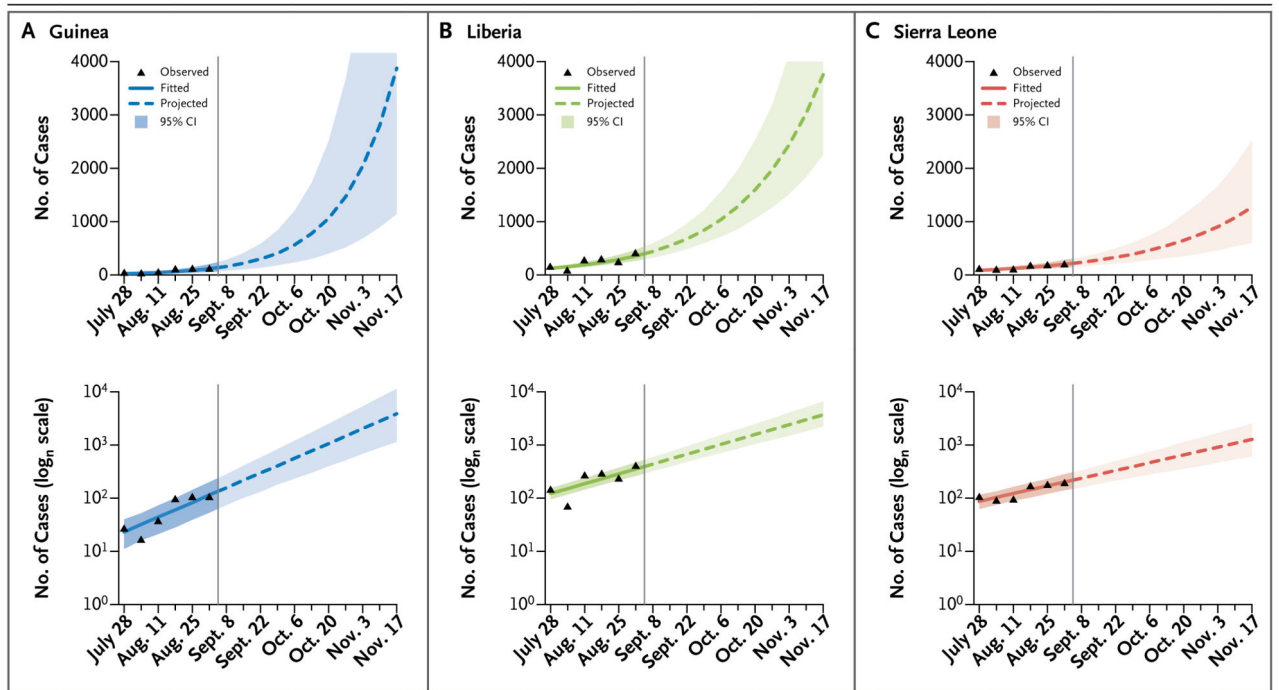 A Guinea
4000
3000
2000
1000
0
No. of Cases
Observed
Fitted
Projected
95% CI
July 28
Aug. 11
Aug. 25
Sept. 8
Sept. 22
Oct. 6
Oct. 20
Nov. 3
Nov. 17
10⁴
10³
10²
10¹
10⁰
No. of Cases (logₙ scale)
July 28
Aug. 11
Aug. 25
Sept. 8
Sept. 22
Oct. 6
Oct. 20
Nov. 3
Nov. 17
B Liberia
4000
3000
2000
1000
0
No. of Cases
Observed
Fitted
Projected
95% CI
July 28
Aug. 11
Aug. 25
Sept. 8
Sept. 22
Oct. 6
Oct. 20
Nov. 3
Nov. 17
10⁴
10³
10²
10¹
10⁰
No. of Cases (logₙ scale)
July 28
Aug. 11
Aug. 25
Sept. 8
Sept. 22
Oct. 6
Oct. 20
Nov. 3
Nov. 17
C Sierra Leone
4000
3000
2000
1000
0
No. of Cases
Observed
Fitted
Projected
95% CI
July 28
Aug. 11
Aug. 25
Sept. 8
Sept. 22
Oct. 6
Oct. 20
Nov. 3
Nov. 17
10⁴
10³
10²
10¹
10⁰
No. of Cases (logₙ scale)
July 28
Aug. 11
Aug. 25
Sept. 8
Sept. 22
Oct. 6
Oct. 20
Nov. 3
Nov. 17